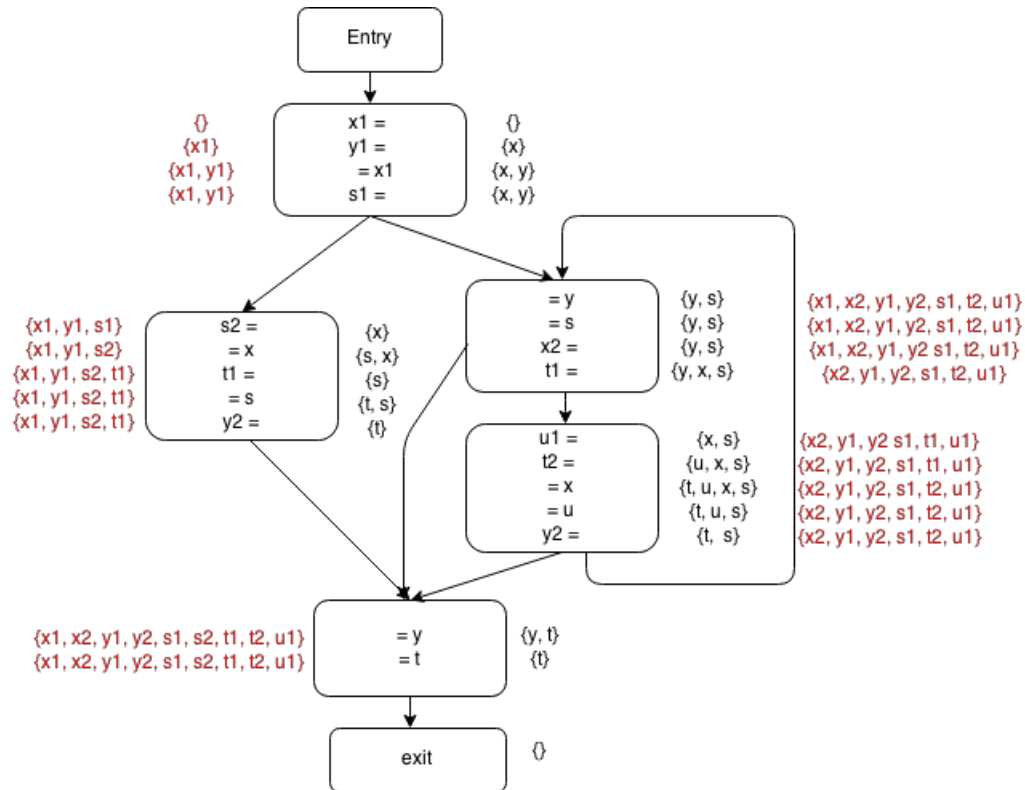 Entry
{} x1 = {}
{x1} y1 = {x}
{x1, y1} = x1 {x, y}
{x1, y1} s1 = {x, y}
= y {y, s} {x1, x2, y1, y2, s1, t2, u1}
= s {y, s} {x1, x2, y1, y2, s1, t2, u1}
x2 = {y, s} {x1, x2, y1, y2 s1, t2, u1}
t1 = {y, x, s} {x2, y1, y2, s1, t2, u1}
{x1, y1, s1} s2 = {x}
{x1, y1, s2} = x {s, x}
{x1, y1, s2, t1} t1 = {s}
{x1, y1, s2, t1} = s {t, s}
{x1, y1, s2, t1} y2 = {t}
u1 = {x, s} {x2, y1, y2 s1, t1, u1}
t2 = {u, x, s} {x2, y1, y2, s1, t1, u1}
= x {t, u, x, s} {x2, y1, y2, s1, t2, u1}
= u {t, u, s} {x2, y1, y2, s1, t2, u1}
y2 = {t, s} {x2, y1, y2, s1, t2, u1}
{x1, x2, y1, y2, s1, s2, t1, t2, u1} = y {y, t}
{x1, x2, y1, y2, s1, s2, t1, t2, u1} = t {t}
exit {}